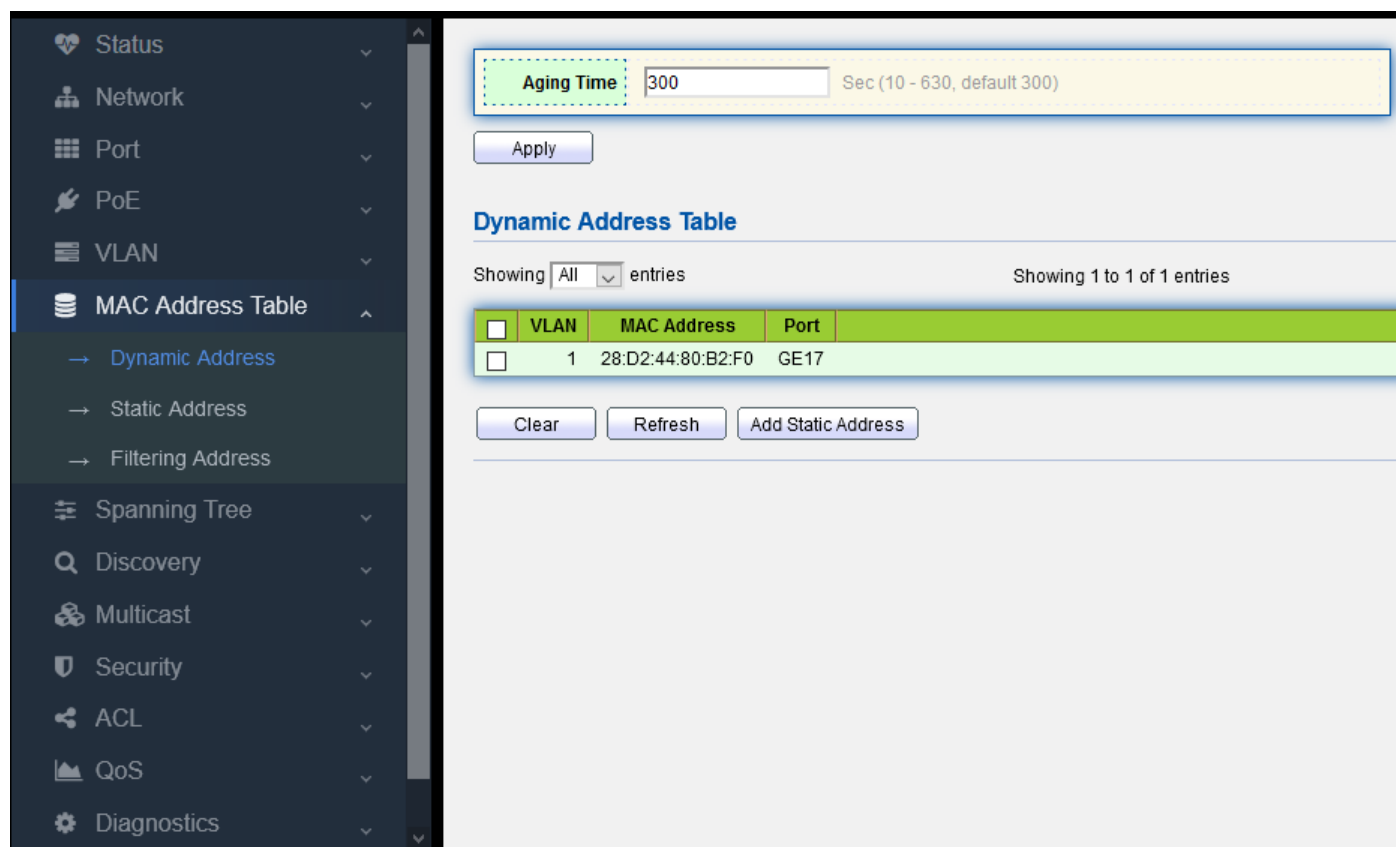 Status
Network
Port
PoE
VLAN
MAC Address Table
→ Dynamic Address
→ Static Address
→ Filtering Address
Spanning Tree
Discovery
Multicast
Security
ACL
QoS
Diagnostics
Aging Time 300 Sec (10 - 630, default 300)
Apply
Dynamic Address Table
Showing All entries Showing 1 to 1 of 1 entries
VLAN MAC Address Port
1 28:D2:44:80:B2:F0 GE17
Clear Refresh Add Static Address